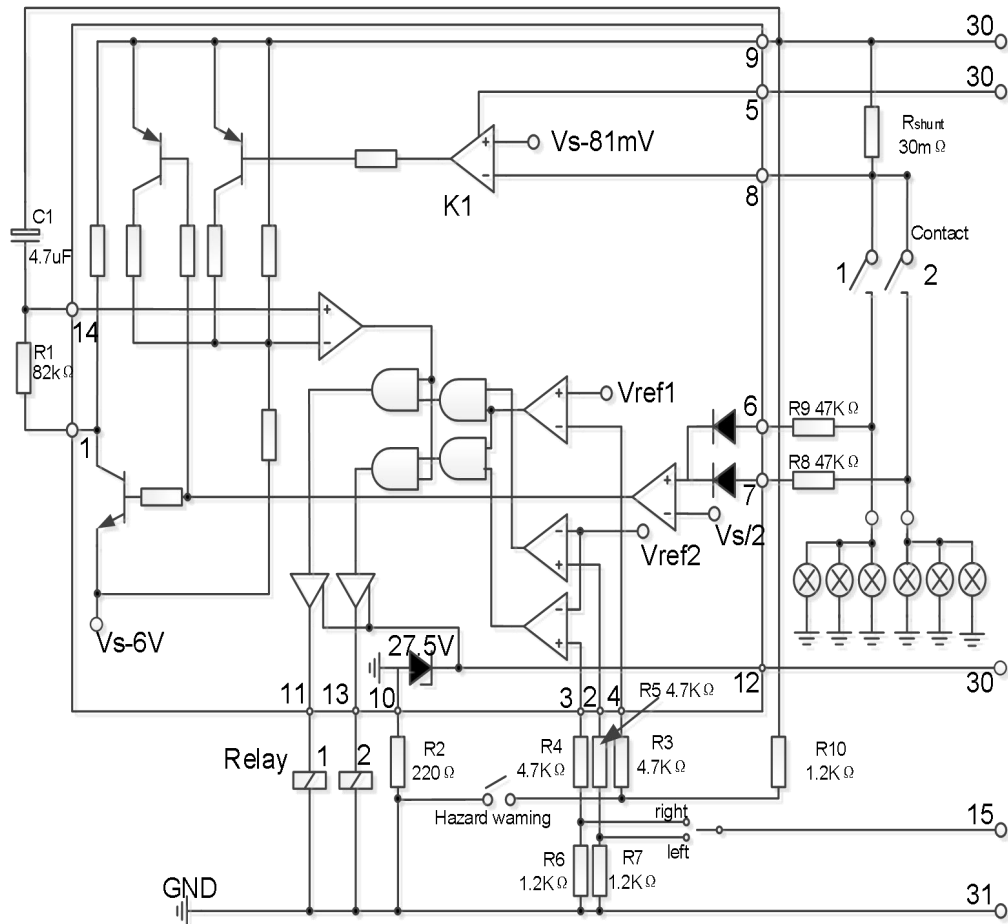 30
9
30
5
Rshunt
30mΩ
Vs-81mV
8
K1
C1
4.7uF
Contact
1
2
14
R1
82kΩ
Vref1
6
R9 47KΩ
1
R8 47KΩ
7
Vs/2
Vref2
Vs-6V
27.5V
12
30
11
13
10
3
2
4
R5 4.7KΩ
Relay
1
2
R2
220Ω
R4
4.7KΩ
R3
4.7KΩ
R10
1.2KΩ
Hazard warning
right
15
left
R6
1.2KΩ
R7
1.2KΩ
GND
31